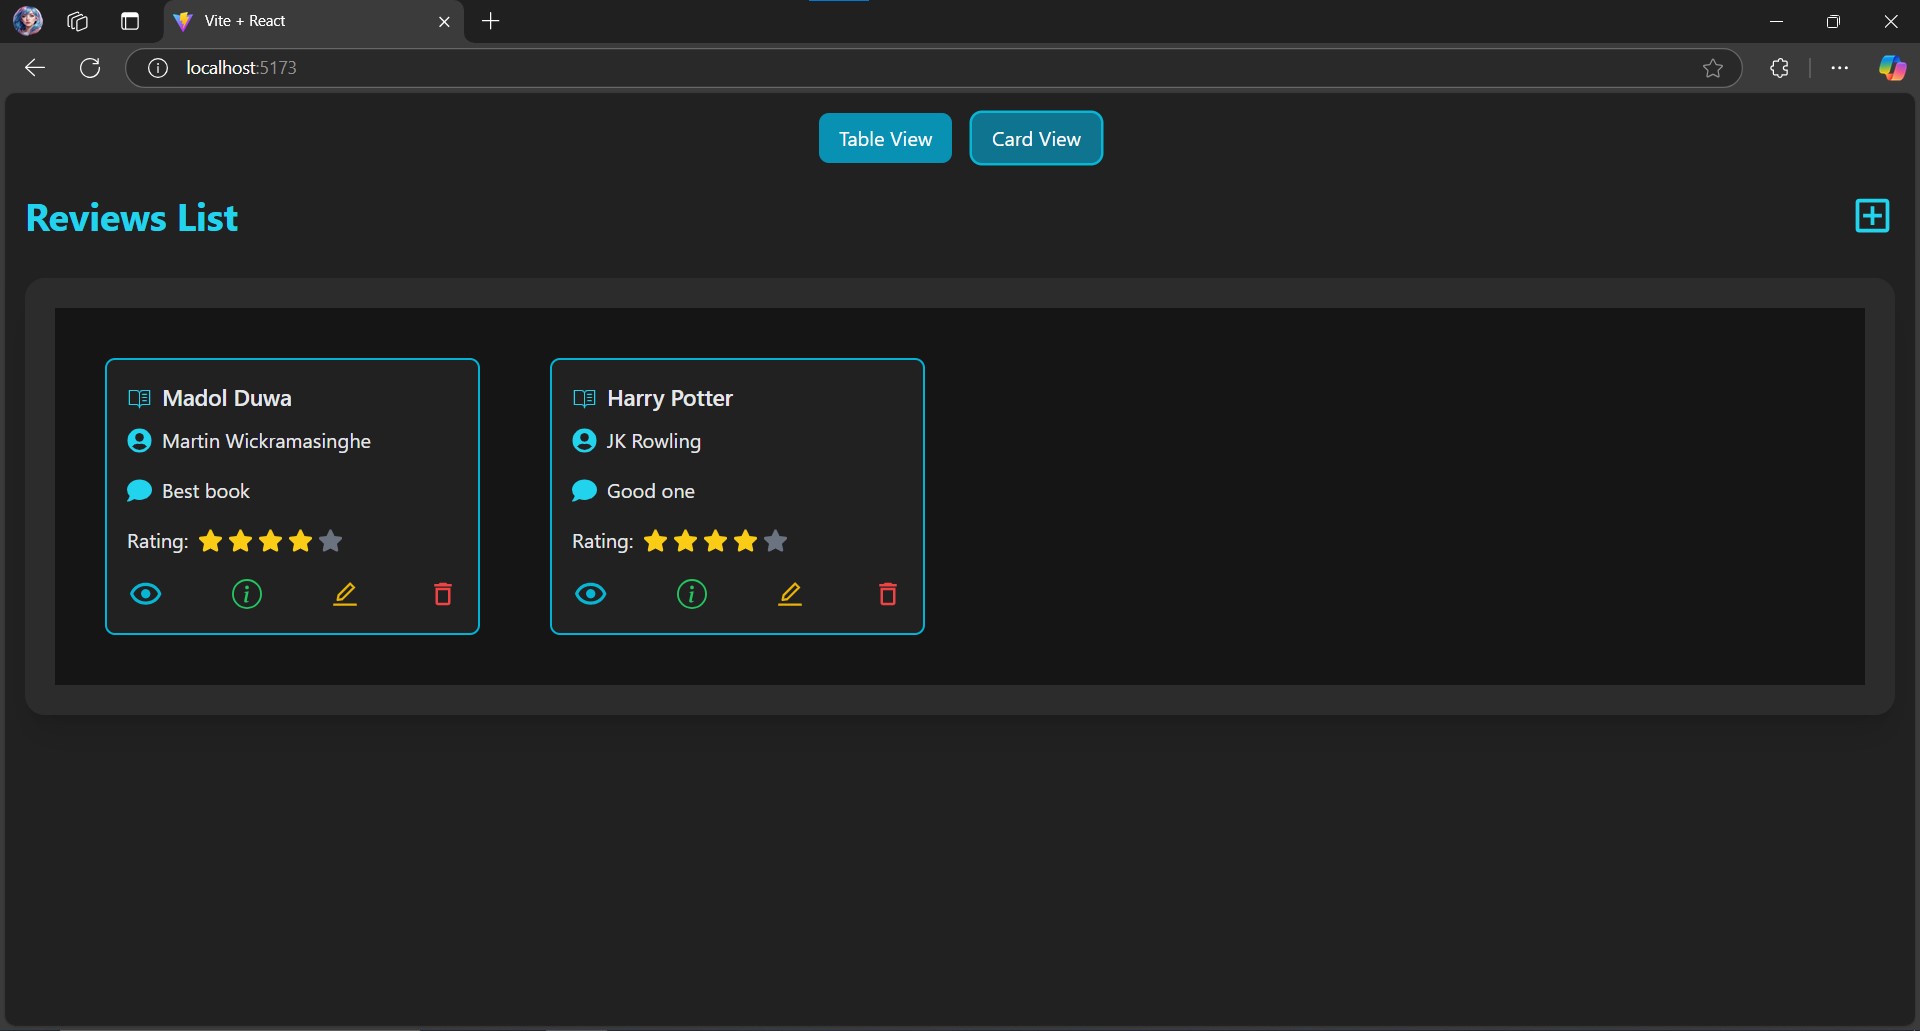 Vite + React
localhost:5173
Table View
Card View
Reviews List
Madol Duwa
Martin Wickramasinghe
Best book
Rating:
Harry Potter
JK Rowling
Good one
Rating: